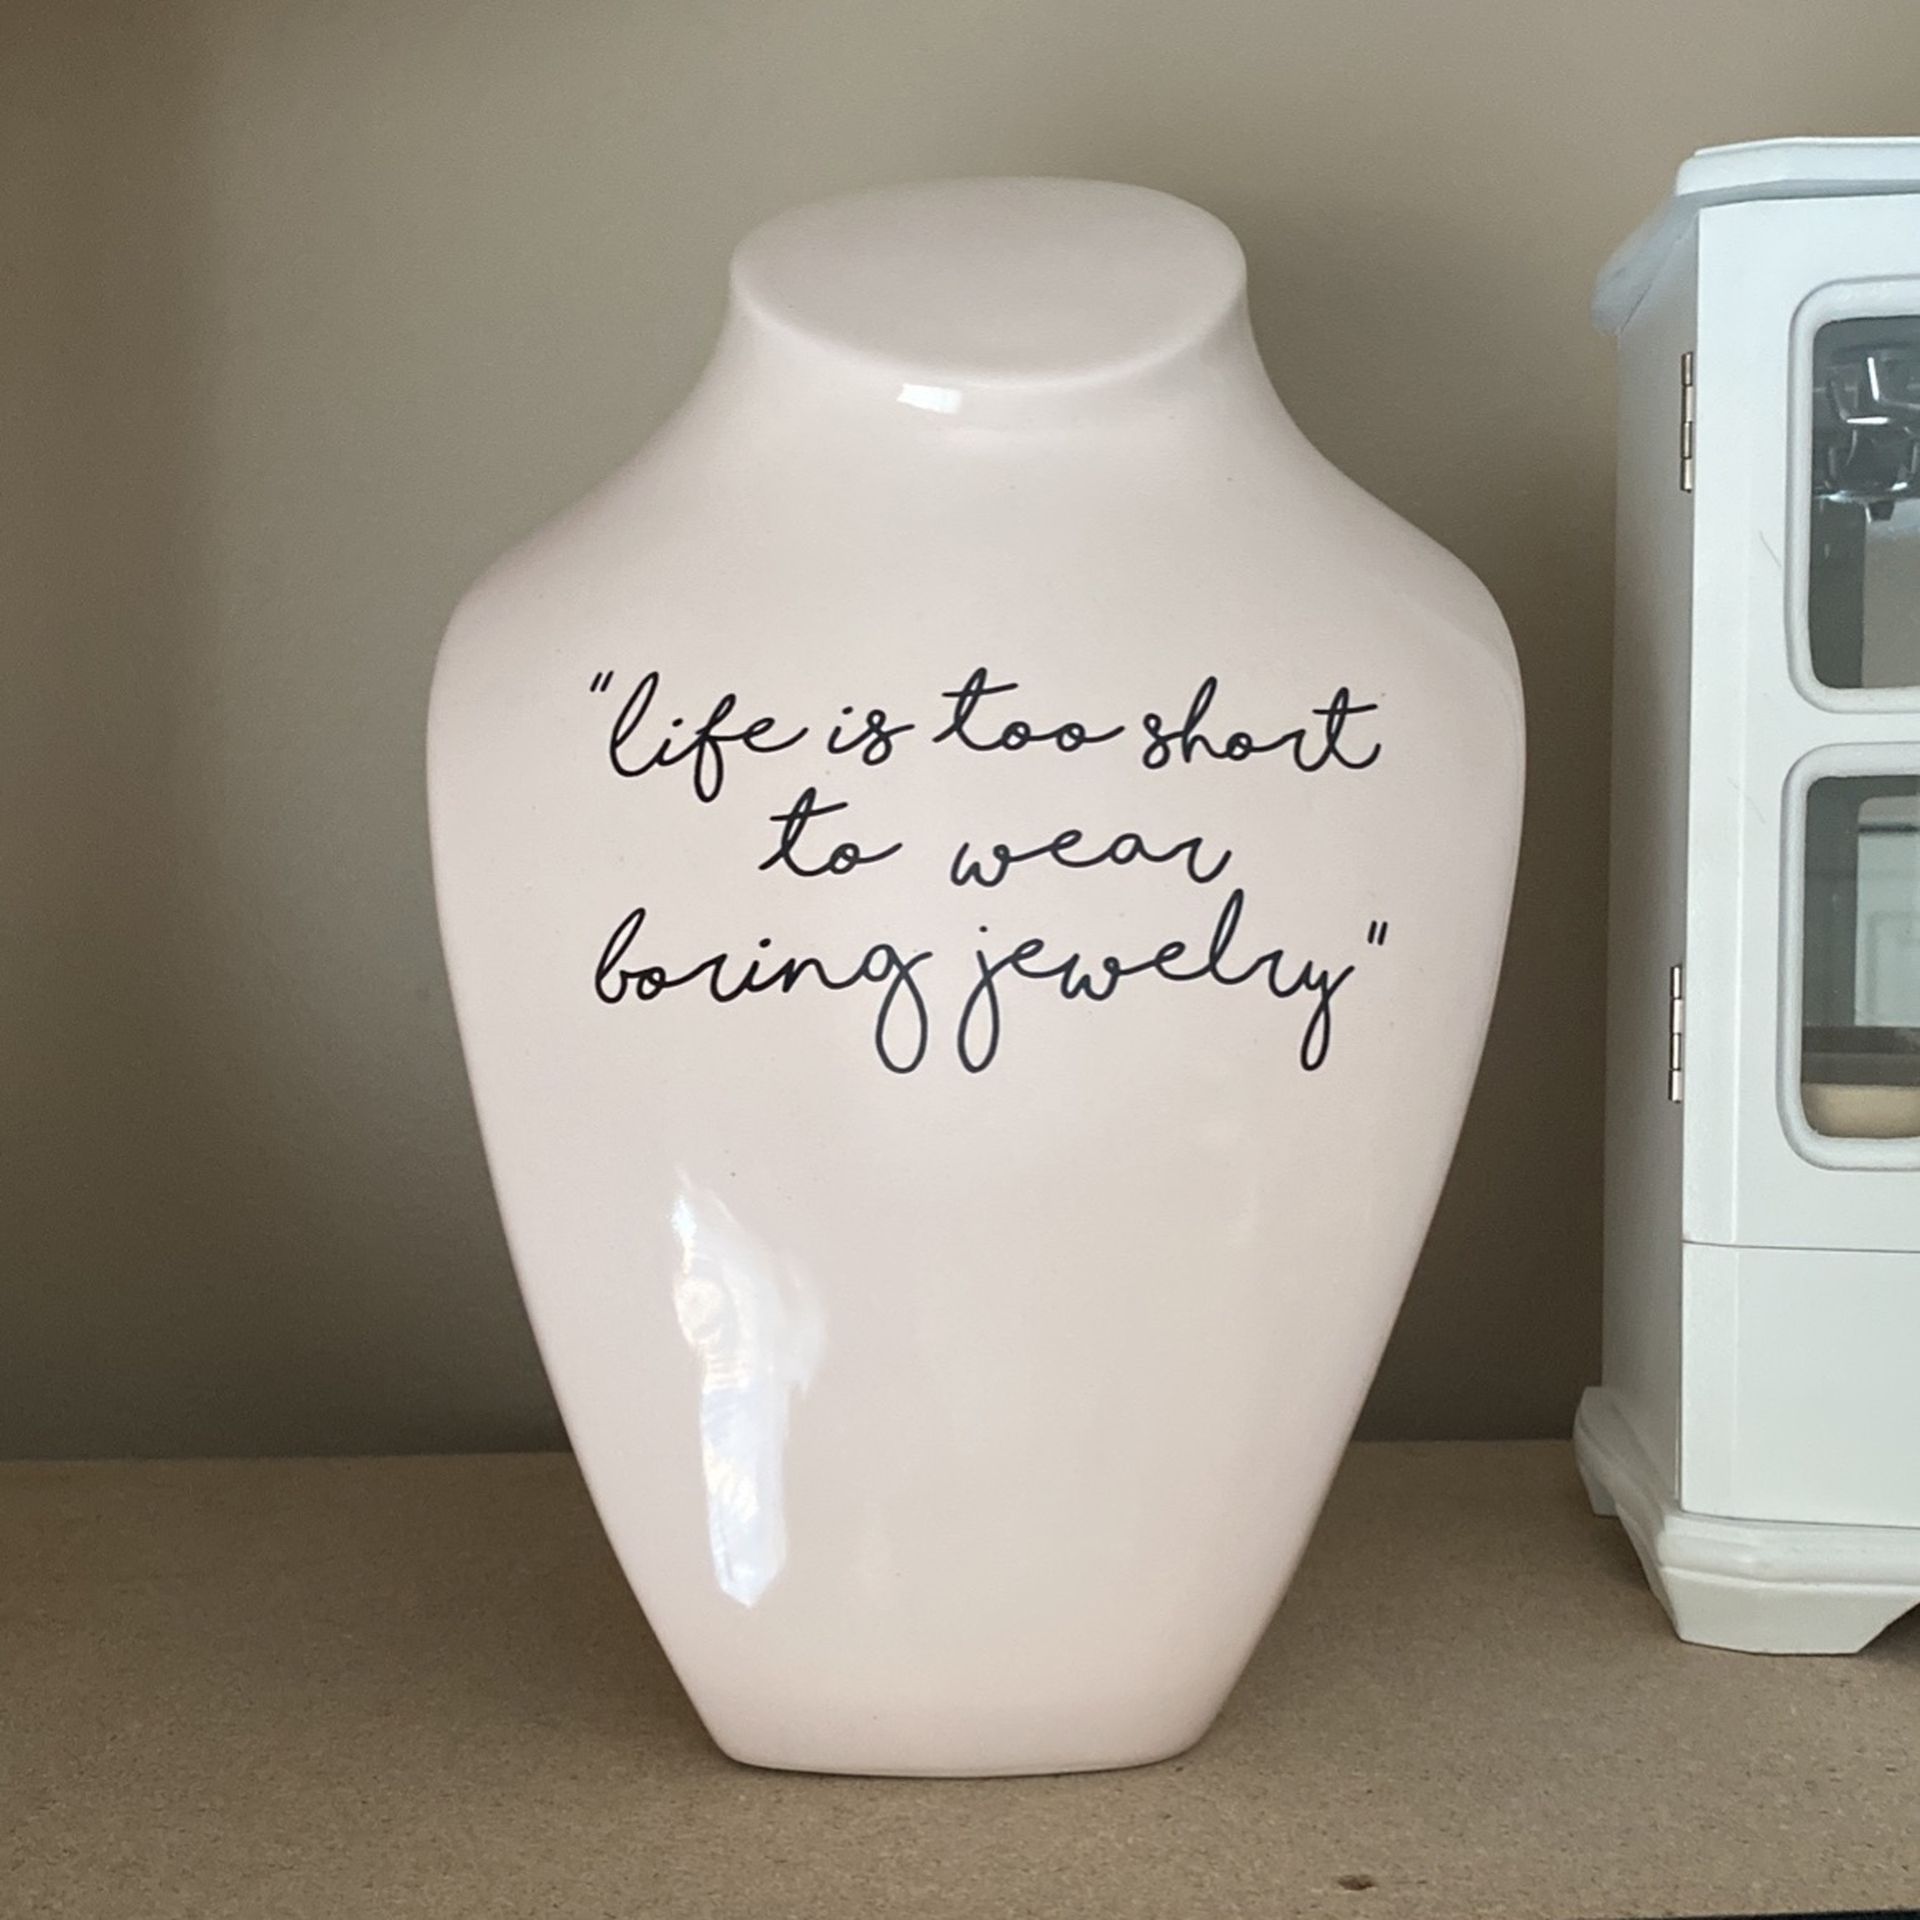 "life is too short
to wear
boring jewelry"